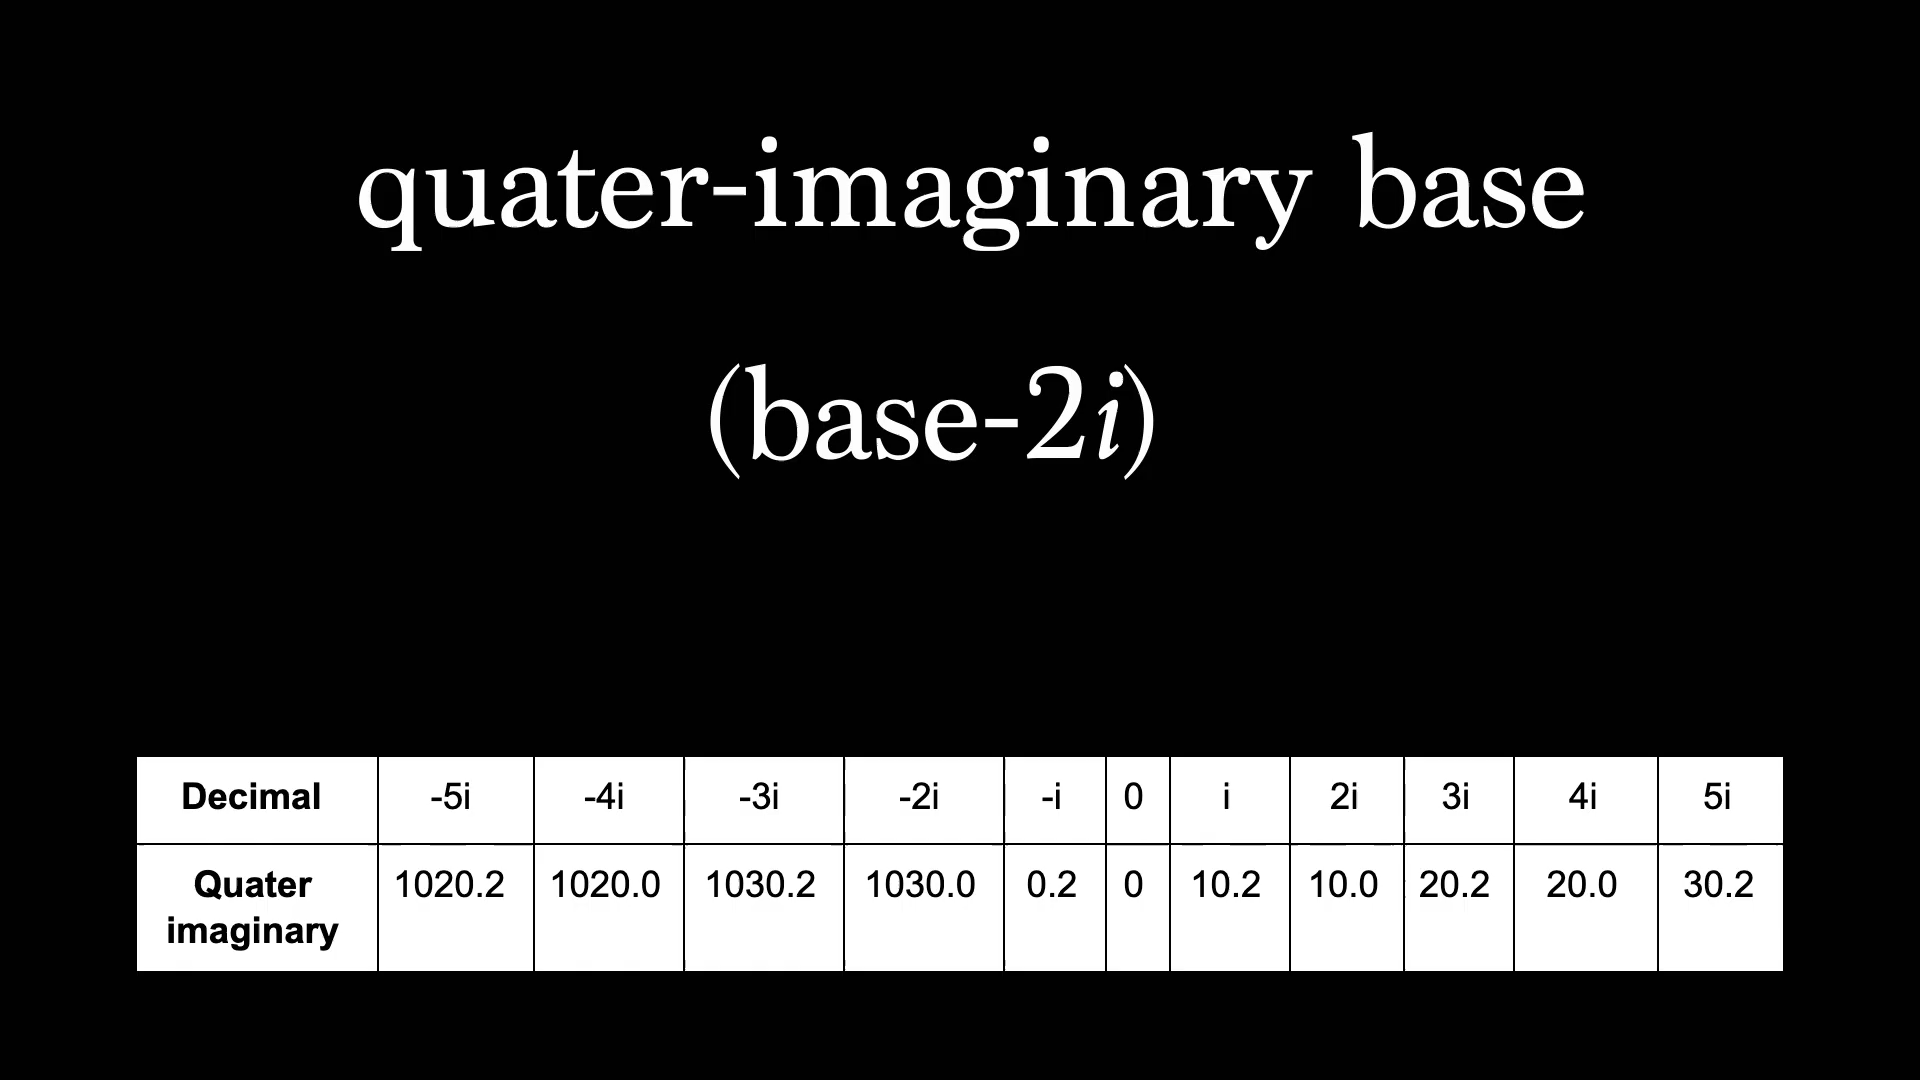 quater-imaginary base
(base-2i)
Decimal -5i -4i -3i -2i -i 0 i 2i 3i 4i 5i
Quater 1020.2 1020.0 1030.2 1030.0 0.2 0 10.2 10.0 20.2 20.0 30.2
imaginary